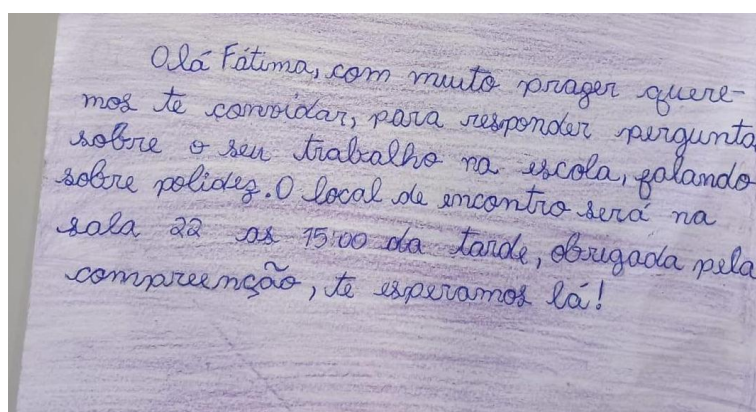 Olá Fátima, com muito prazer quere-
mos te convidar, para responder pergunta
sobre o seu trabalho na escola, falando
sobre polidez. O local de encontro será na
sala 22 as 15:00 da tarde, obrigada pela
compreenção, te esperamos lá!